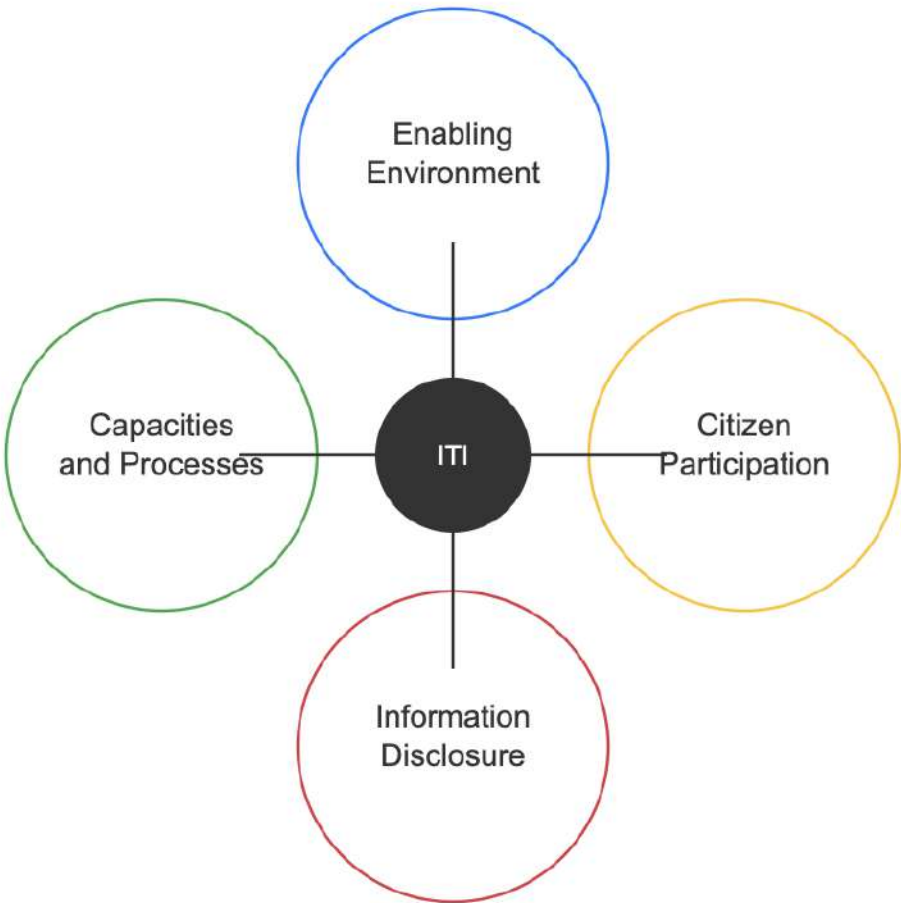 Enabling
Environment
Capacities
and Processes
ITI
Citizen
Participation
Information
Disclosure